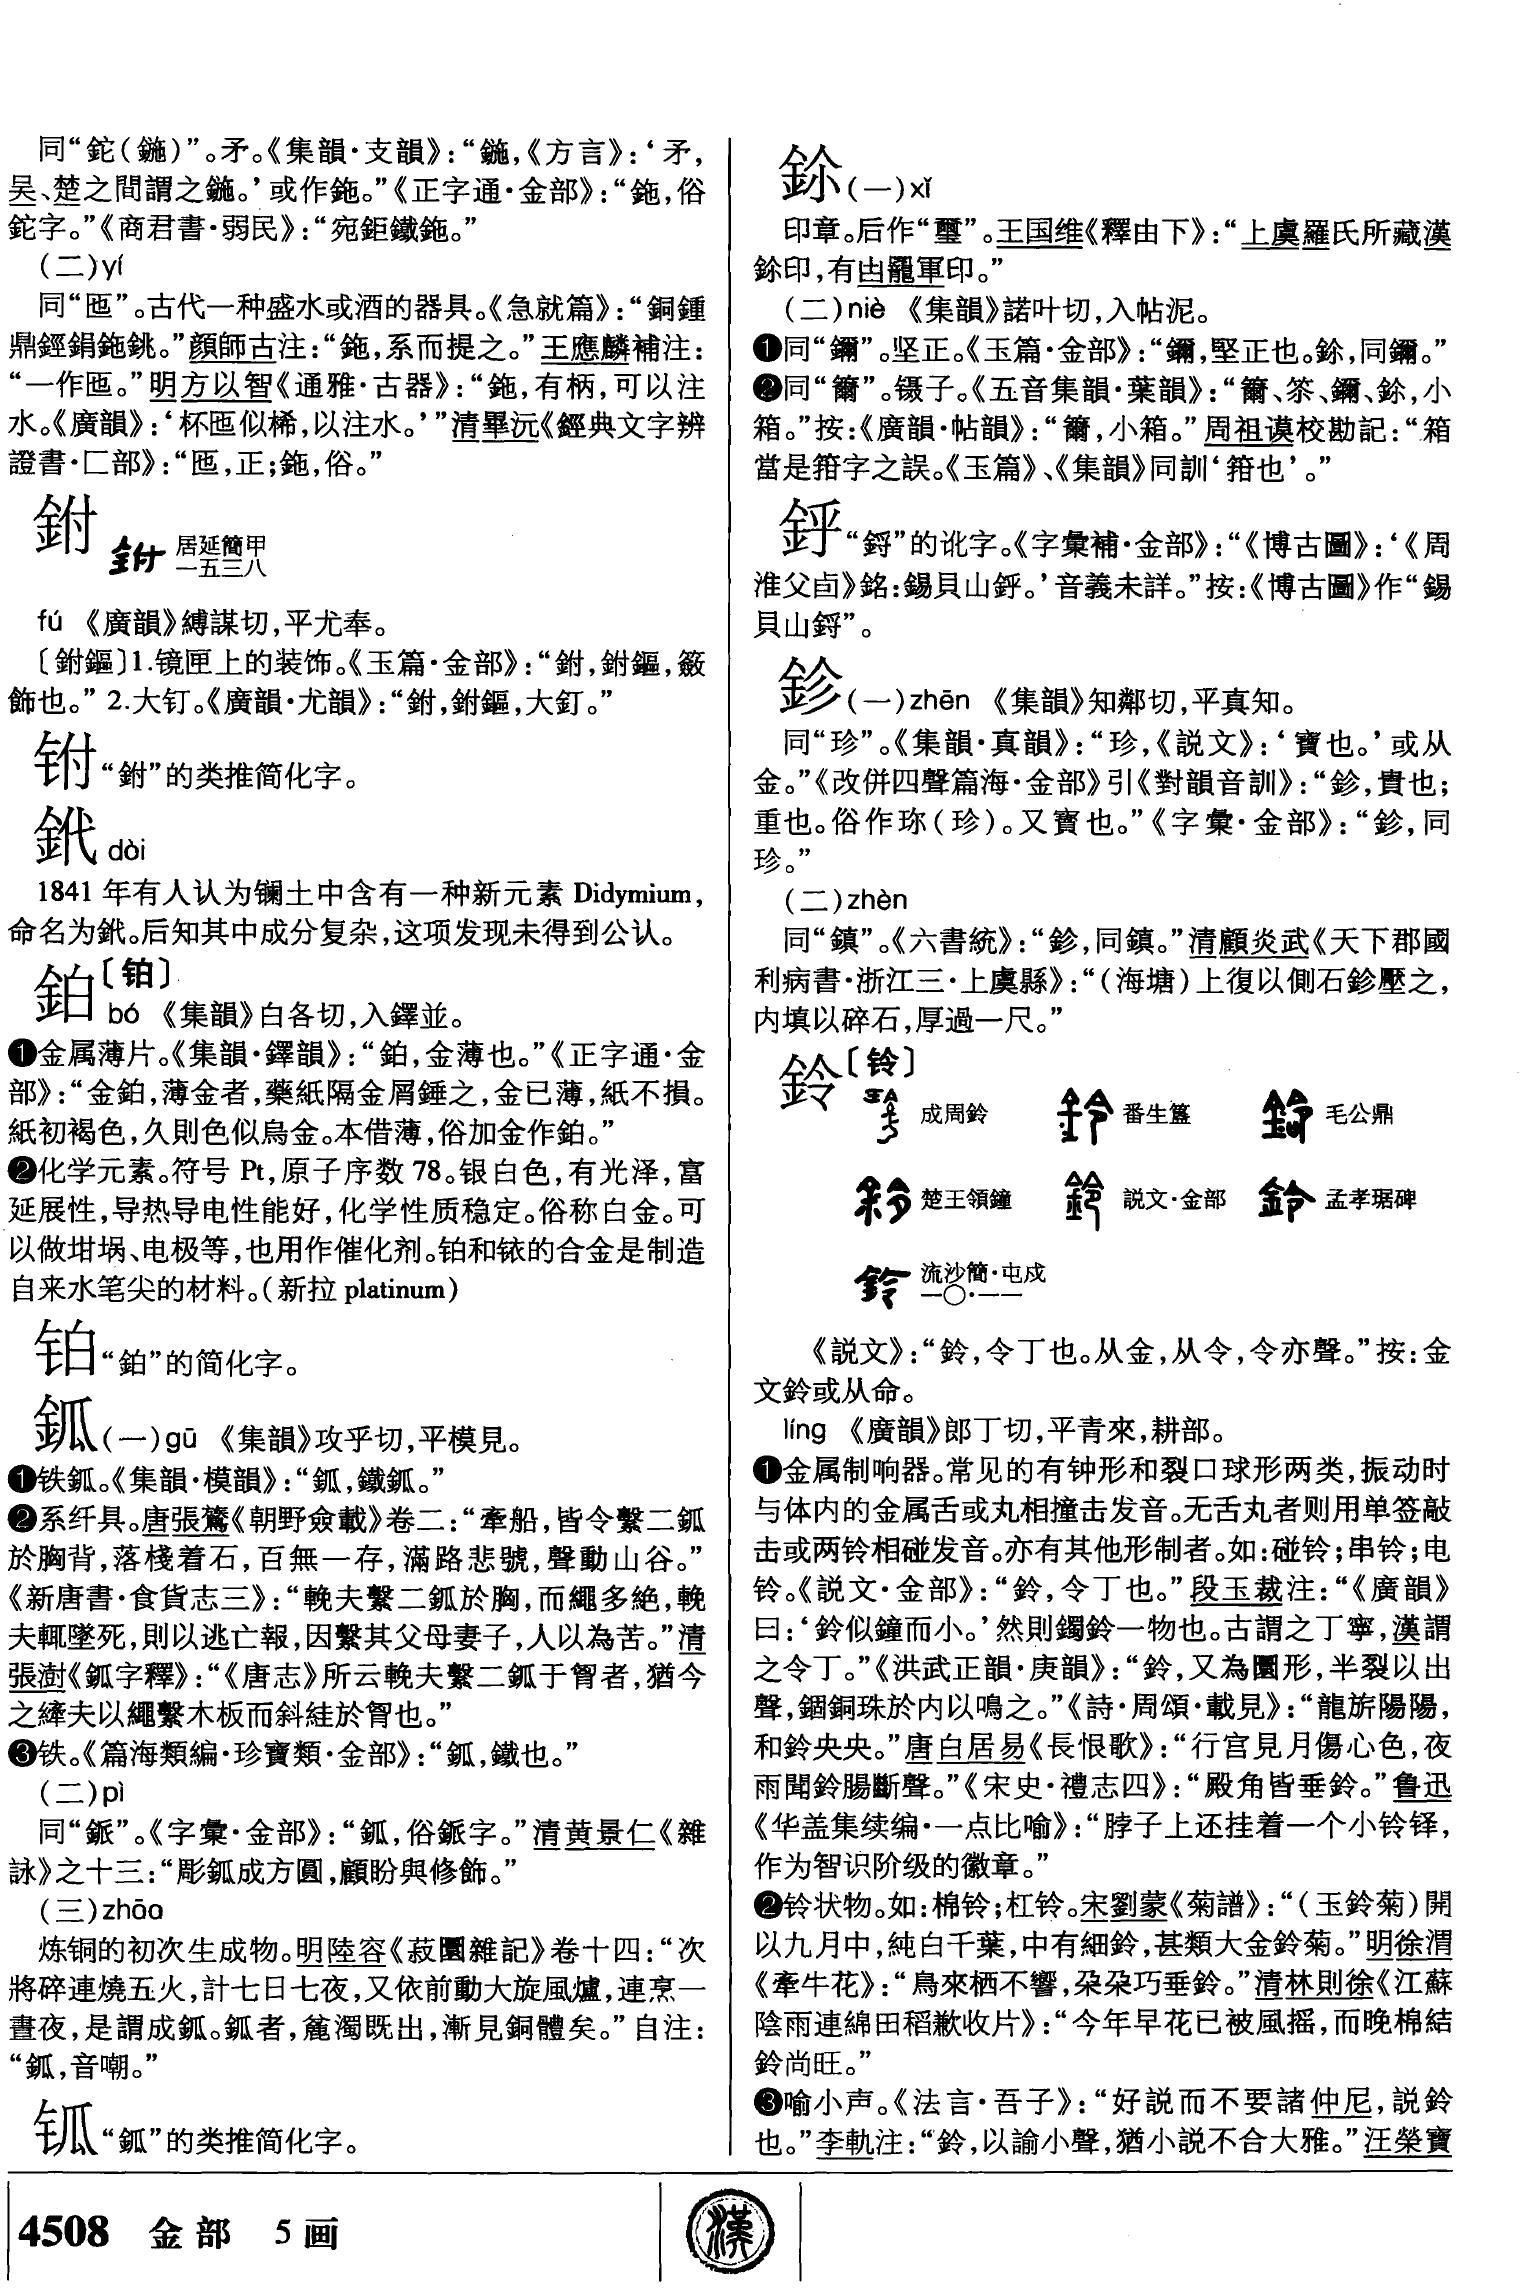 同“鉈(鍦)”。矛。《集韻·支韻》：“鍦，《方言》：‘矛，
吴、楚之間謂之鍦。’或作鉇。”《正字通·金部》：“鉇，俗
鉈字。”《商君書·弱民》：“宛鉅鐵鉇。”
(二)yí
同“匜”。古代一种盛水或酒的器具。《急就篇》：“銅鍾
鼎鋞鋗鉇銚。”顔師古注：“鉇，系而提之。”王應麟補注：
“一作匜。”明方以智《通雅·古器》：“鉇，有柄，可以注
水。《廣韻》：‘杯匜似桸，以注水。’”清畢沅《經典文字辨
證書·匚部》：“匜，正；鉇，俗。”
鉜 居延簡甲
一五三八
fú 《廣韻》縛謀切，平尤奉。
〔鉜鏂〕1.镜匣上的装饰。《玉篇·金部》：“鉜，鉜鏂，籢
飾也。” 2.大钉。《廣韻·尤韻》：“鉜，鉜鏂，大釘。”
“鉜”的类推简化字。
dòi
1841 年有人认为镧土中含有一种新元素 Didymium，
命名为鉽。后知其中成分复杂，这项发现未得到公认。
鉑〔铂〕
bó 《集韻》白各切，入鐸並。
❶金属薄片。《集韻·鐸韻》：“鉑，金薄也。”《正字通·金
部》：“金鉑，薄金者，藥紙隔金屑錘之，金已薄，紙不損。
紙初褐色，久則色似烏金。本借薄，俗加金作鉑。”
❷化学元素。符号 Pt，原子序数 78。银白色，有光泽，富
延展性，导热导电性能好，化学性质稳定。俗称白金。可
以做坩埚、电极等，也用作催化剂。铂和铱的合金是制造
自来水笔尖的材料。(新拉 platinum)
铂“鉑”的简化字。
鈲(一)gū 《集韻》攻乎切，平模見。
❶铁鈲。《集韻·模韻》：“鈲，鐵鈲。”
❷系纤具。唐張鷟《朝野僉載》卷二：“牽船，皆令繫二鈲
於胸背，落棧着石，百無一存，滿路悲號，聲動山谷。”
《新唐書·食貨志三》：“輓夫繫二鈲於胸，而繩多絶，輓
夫輒墜死，則以逃亡報，因繫其父母妻子，人以為苦。”清
張澍《鈲字釋》：“《唐志》所云輓夫繫二鈲于胷者，猶今
之縴夫以繩繫木板而斜絓於胷也。”
❸铁。《篇海類編·珍寶類·金部》：“鈲，鐵也。”
(二)pì
同“鎃”。《字彙·金部》：“鈲，俗鎃字。”清黄景仁《雜
詠》之十三：“彫鈲成方圓，顧盼與修飾。”
(三)zhāo
炼铜的初次生成物。明陸容《菽園雜記》卷十四：“次
將碎連燒五火，計七日七夜，又依前動大旋風爐，連烹一
晝夜，是謂成鈲。鈲者，麄濁既出，漸見銅體矣。”自注：
“鈲，音嘲。”
“鈲”的类推简化字。
鉨(一)xǐ
印章。后作“璽”。王国维《釋由下》：“上虞羅氏所藏漢
鉨印，有甶罷軍印。”
(二)niè 《集韻》諾叶切，入帖泥。
❶同“鑈”。坚正。《玉篇·金部》：“鑈，堅正也。鉨，同鑈。”
❷同“籋”。镊子。《五音集韻·葉韻》：“籋、䇣、鑈、鉨，小
箱。”按：《廣韻·帖韻》：“籋，小箱。”周祖谟校勘記：“箱
當是箝字之誤。《玉篇》、《集韻》同訓‘箝也’。”
鈬“鋝”的讹字。《字彙補·金部》：“《博古圖》：‘《周
淮父卣》銘：錫貝山鉘。’音義未詳。”按：《博古圖》作“錫
貝山鋝”。
鉁(一)zhēn 《集韻》知鄰切，平真知。
同“珍”。《集韻·真韻》：“珍，《説文》：‘寶也。’或从
金。”《改併四聲篇海·金部》引《對韻音訓》：“鉁，貴也；
重也。俗作珎(珍)。又寶也。”《字彙·金部》：“鉁，同
珍。”
(二)zhèn
同“鎮”。《六書統》：“鉁，同鎮。”清顧炎武《天下郡國
利病書·浙江三·上虞縣》：“(海塘)上復以側石鉁壓之，
内填以碎石，厚過一尺。”
鈴〔铃〕
成周鈴 番生簋 毛公鼎
楚王領鐘 説文·金部 孟孝琚碑
流沙簡·屯戍
一〇·一一
《説文》：“鈴，令丁也。从金，从令，令亦聲。”按：金
文鈴或从命。
líng 《廣韻》郎丁切，平青來，耕部。
❶金属制响器。常见的有钟形和裂口球形两类，振动时
与体内的金属舌或丸相撞击发音。无舌丸者则用单签敲
击或两铃相碰发音。亦有其他形制者。如：碰铃；串铃；电
铃。《説文·金部》：“鈴，令丁也。”段玉裁注：“《廣韻》
曰：‘鈴似鐘而小。’然則鐲鈴一物也。古謂之丁寧，漢謂
之令丁。”《洪武正韻·庚韻》：“鈴，又為圜形，半裂以出
聲，錮銅珠於内以鳴之。”《詩·周頌·載見》：“龍旂陽陽，
和鈴央央。”唐白居易《長恨歌》：“行宫見月傷心色，夜
雨聞鈴腸斷聲。”《宋史·禮志四》：“殿角皆垂鈴。”鲁迅
《华盖集续编·一点比喻》：“脖子上还挂着一个小铃铎，
作为智识阶级的徽章。”
❷铃状物。如：棉铃；杠铃。宋劉蒙《菊譜》：“(玉鈴菊)開
以九月中，純白千葉，中有細鈴，甚類大金鈴菊。”明徐渭
《牽牛花》：“鳥來栖不響，朶朶巧垂鈴。”清林則徐《江蘇
陰雨連綿田稻歉收片》：“今年早花已被風摇，而晚棉結
鈴尚旺。”
❸喻小声。《法言·吾子》：“好説而不要諸仲尼，説鈴
也。”李軌注：“鈴，以諭小聲，猶小説不合大雅。”汪榮寶
4508 金部 5画
漢